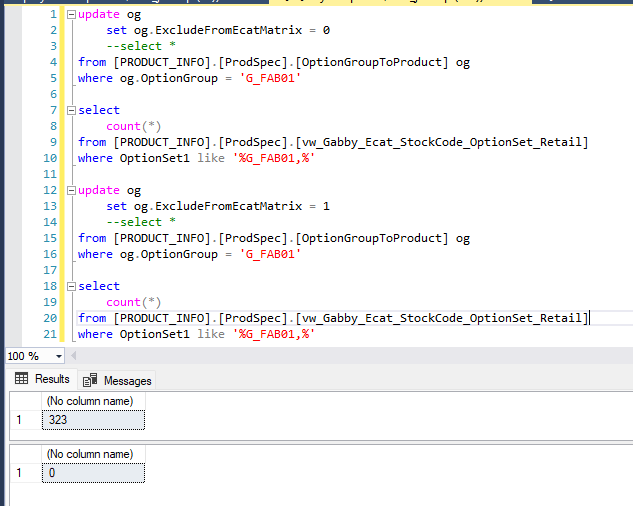 1 update og
2 set og.ExcludeFromEcatMatrix = 0
3 --select *
4 from [PRODUCT_INFO].[ProdSpec].[OptionGroupToProduct] og
5 where og.OptionGroup = 'G_FAB01'
6
7 select
8 count(*)
9 from [PRODUCT_INFO].[ProdSpec].[vw_Gabby_Ecat_StockCode_OptionSet_Retail]
10 where OptionSet1 like '%G_FAB01,%'
11
12 update og
13 set og.ExcludeFromEcatMatrix = 1
14 --select *
15 from [PRODUCT_INFO].[ProdSpec].[OptionGroupToProduct] og
16 where og.OptionGroup = 'G_FAB01'
17
18 select
19 count(*)
20 from [PRODUCT_INFO].[ProdSpec].[vw_Gabby_Ecat_StockCode_OptionSet_Retail]
21 where OptionSet1 like '%G_FAB01,%'
100 %
Results Messages
(No column name)
1 323
(No column name)
1 0